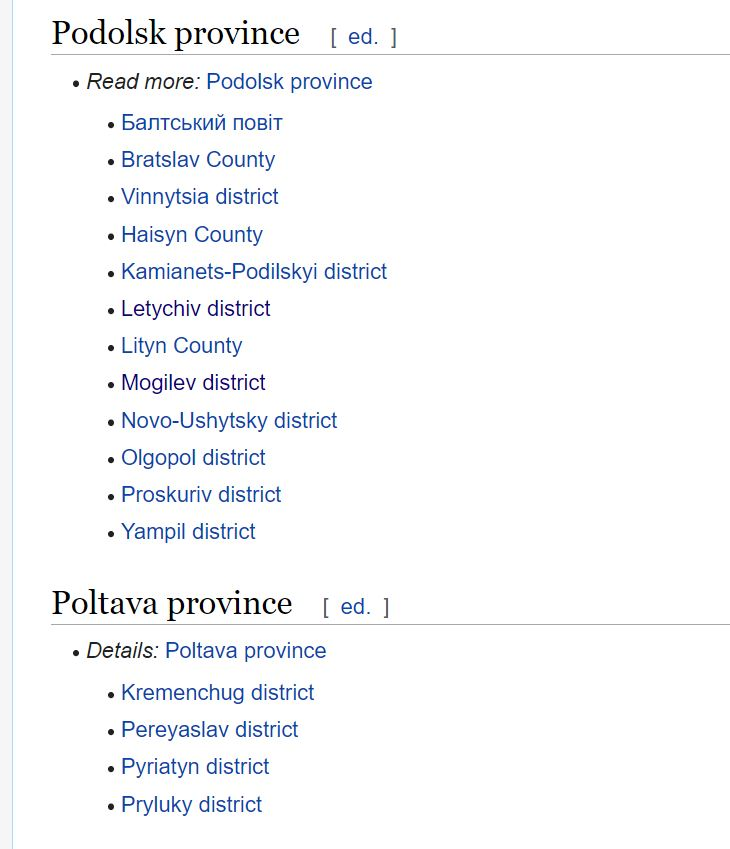 Podolsk province [ ed. ]
• Read more: Podolsk province
• Балтський повіт
• Bratslav County
• Vinnytsia district
• Haisyn County
• Kamianets-Podilskyi district
• Letychiv district
• Lityn County
• Mogilev district
• Novo-Ushytsky district
• Olgopol district
• Proskuriv district
• Yampil district
Poltava province [ ed. ]
• Details: Poltava province
• Kremenchug district
• Pereyaslav district
• Pyriatyn district
• Pryluky district